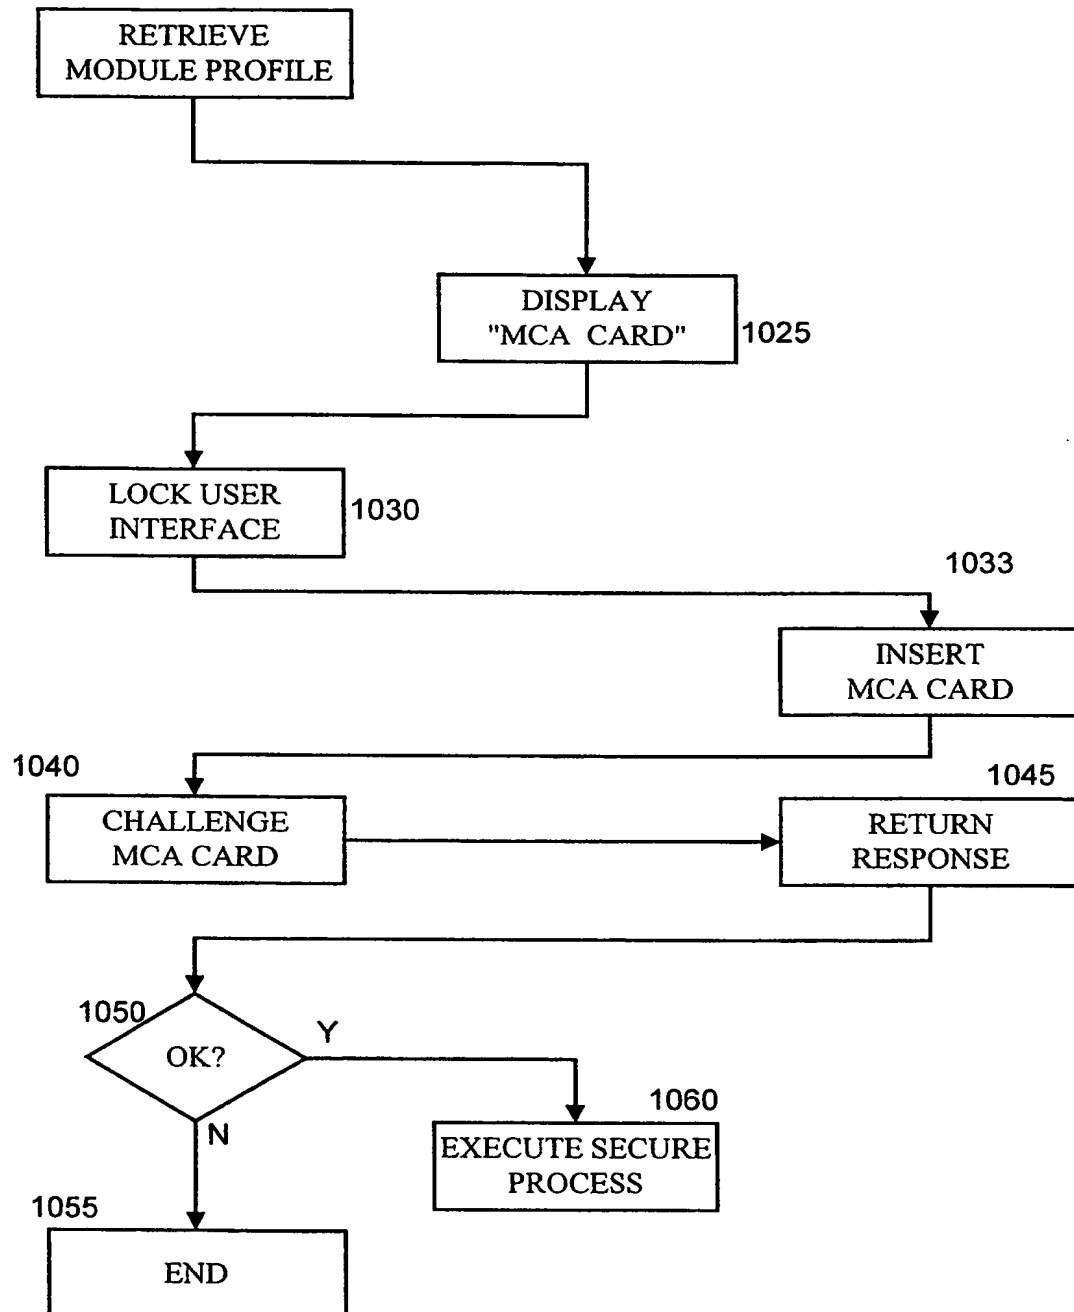 RETRIEVE
MODULE PROFILE
DISPLAY
"MCA CARD"
1025
LOCK USER
INTERFACE
1030
1033
INSERT
MCA CARD
1040
CHALLENGE
MCA CARD
1045
RETURN
RESPONSE
1050
OK?
Y
N
1060
EXECUTE SECURE
PROCESS
1055
END